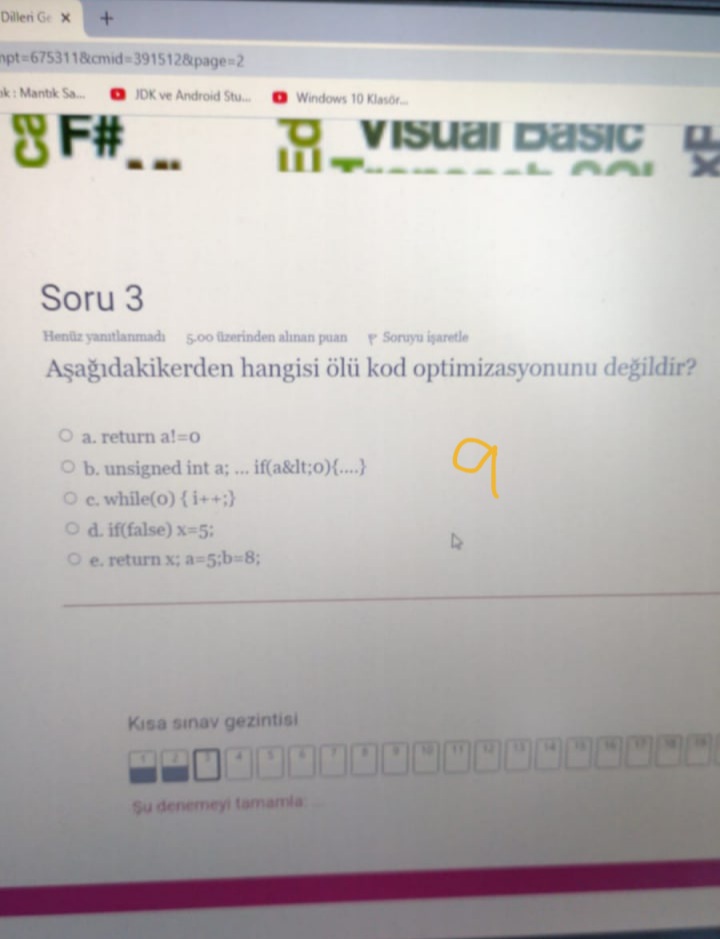 Dilleri Ge × +
mpt=675311&cmid=391512&page=2
ık : Mantık Sa... JDK ve Android Stu... Windows 10 Klasör...
F# Visual Basic
Soru 3
Henüz yanıtlanmadı 5,00 üzerinden alınan puan Soruyu işaretle
Aşağıdakikerden hangisi ölü kod optimizasyonunu değildir?
a. return a!=0
b. unsigned int a; ... if(a&lt;0){....}
c. while(0) { i++;}
d. if(false) x=5;
e. return x; a=5;b=8;
9
Kısa sınav gezintisi
1 2 3 4 5 6 7 8 9 10 11 12 13 14 15 16 17 18 19
Şu denemeyi tamamla: ...